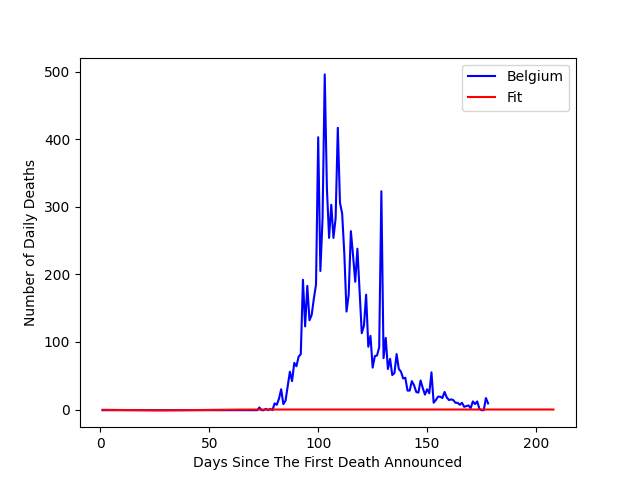 Belgium
Fit
500
400
300
200
100
0
Number of Daily Deaths
0 50 100 150 200
Days Since The First Death Announced